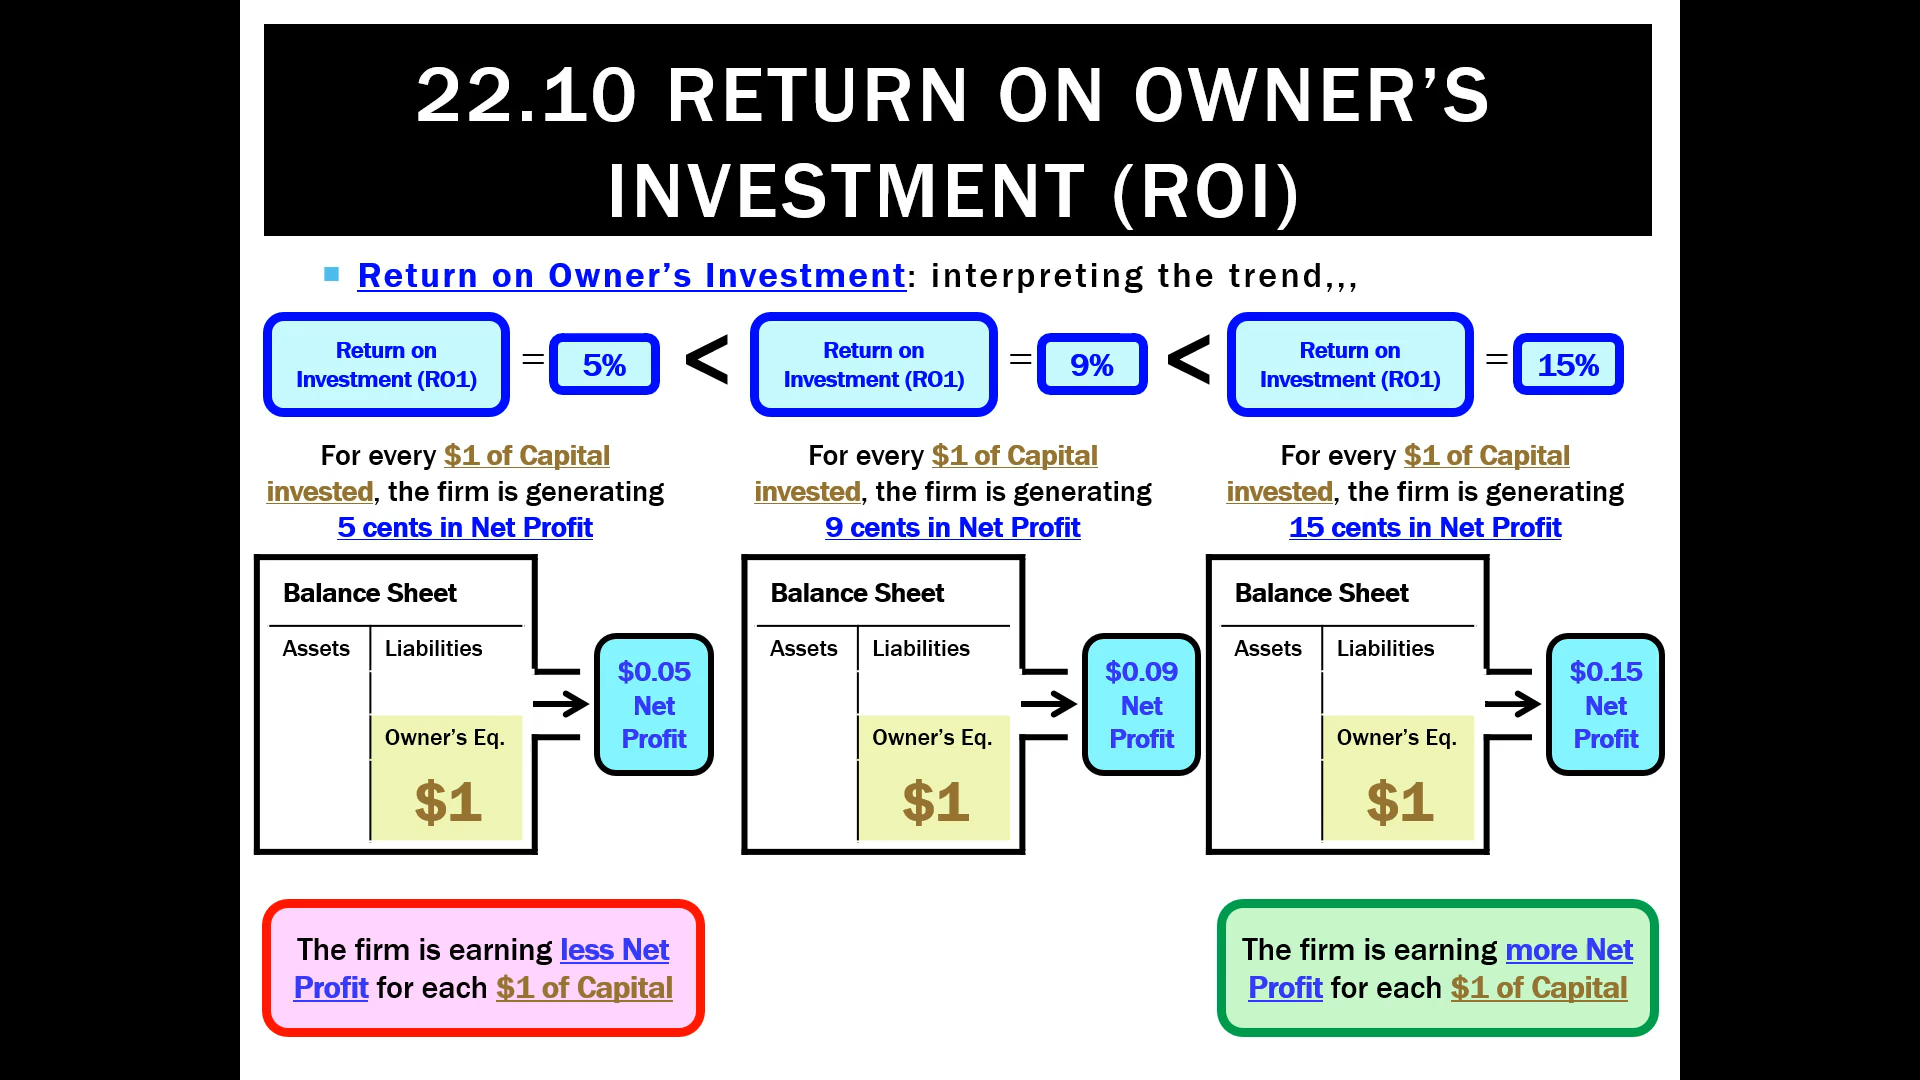 22.10 RETURN ON OWNER’S
INVESTMENT (ROI)
Return on Owner’s Investment: interpreting the trend,,,
Return on
Investment (RO1)
=
5%
<
Return on
Investment (RO1)
=
9%
<
Return on
Investment (RO1)
=
15%
For every $1 of Capital
invested, the firm is generating
5 cents in Net Profit
For every $1 of Capital
invested, the firm is generating
9 cents in Net Profit
For every $1 of Capital
invested, the firm is generating
15 cents in Net Profit
Balance Sheet
Assets
Liabilities
Owner’s Eq.
$1
$0.05
Net
Profit
Balance Sheet
Assets
Liabilities
Owner’s Eq.
$1
$0.09
Net
Profit
Balance Sheet
Assets
Liabilities
Owner’s Eq.
$1
$0.15
Net
Profit
The firm is earning less Net
Profit for each $1 of Capital
The firm is earning more Net
Profit for each $1 of Capital